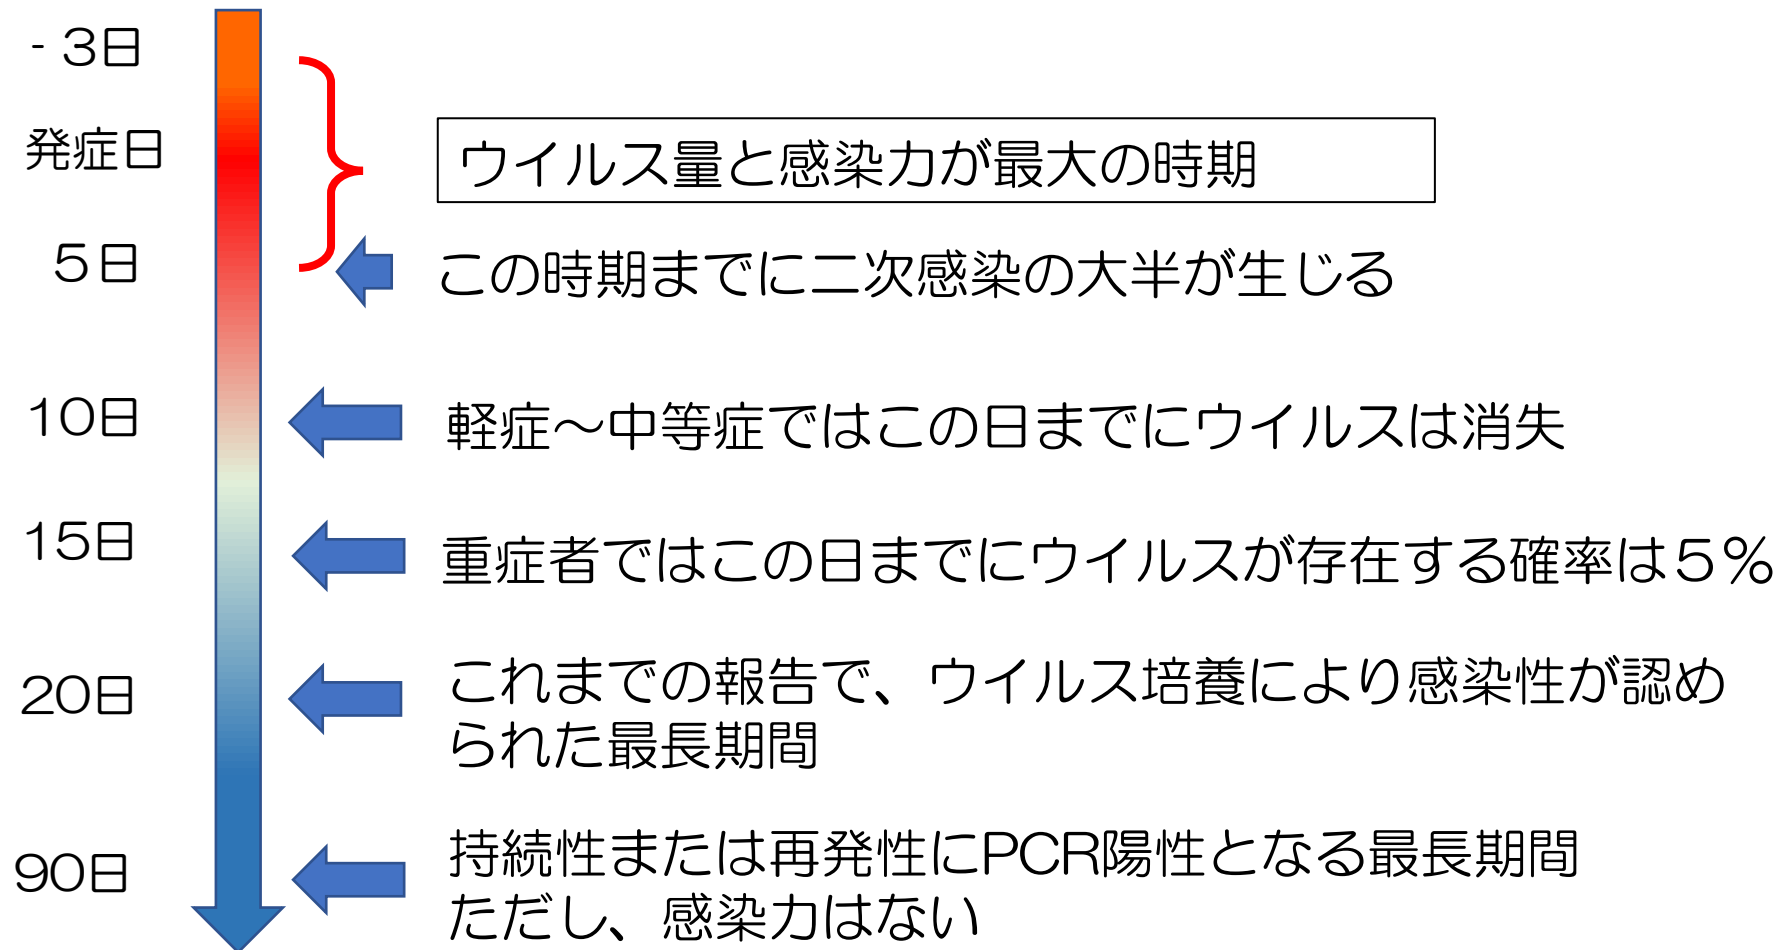 - 3日
発症日
ウイルス量と感染力が最大の時期
5日
この時期までに二次感染の大半が生じる
10日
軽症～中等症ではこの日までにウイルスは消失
15日
重症者ではこの日までにウイルスが存在する確率は5%
20日
これまでの報告で、ウイルス培養により感染性が認め
られた最長期間
90日
持続性または再発性にPCR陽性となる最長期間
ただし、感染力はない